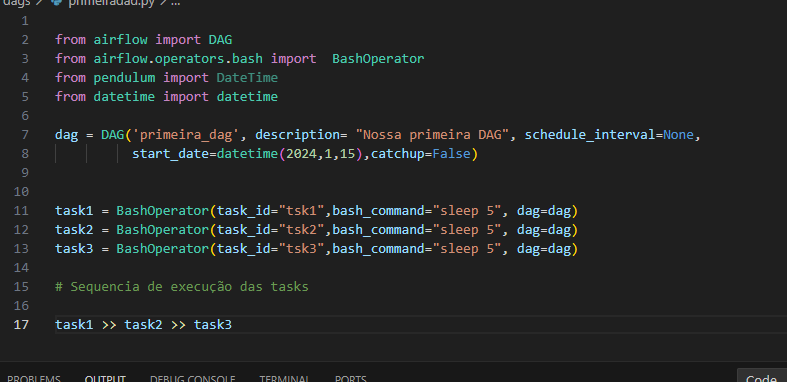 dags > primeiradad.py > ...
1
2 from airflow import DAG
3 from airflow.operators.bash import  BashOperator
4 from pendulum import DateTime
5 from datetime import datetime
6
7 dag = DAG('primeira_dag', description= "Nossa primeira DAG", schedule_interval=None,
8           start_date=datetime(2024,1,15),catchup=False)
9
10
11 task1 = BashOperator(task_id="tsk1",bash_command="sleep 5", dag=dag)
12 task2 = BashOperator(task_id="tsk2",bash_command="sleep 5", dag=dag)
13 task3 = BashOperator(task_id="tsk3",bash_command="sleep 5", dag=dag)
14
15 # Sequencia de execução das tasks
16
17 task1 >> task2 >> task3
PROBLEMS OUTPUT DEBUG CONSOLE TERMINAL PORTS Code